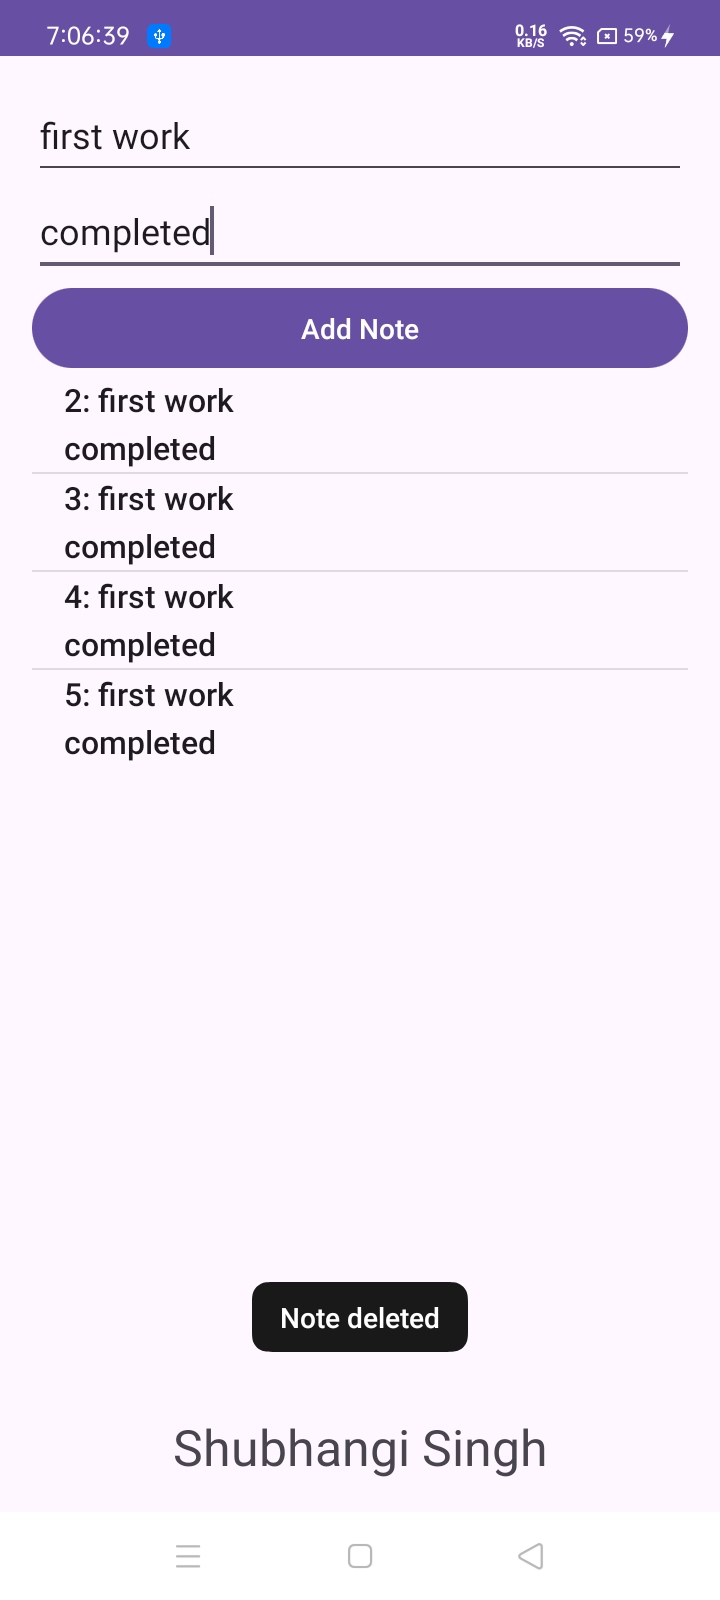 7:06:39
0.16
KB/S
59%
first work
completed
Add Note
2: first work
completed
3: first work
completed
4: first work
completed
5: first work
completed
Note deleted
Shubhangi Singh